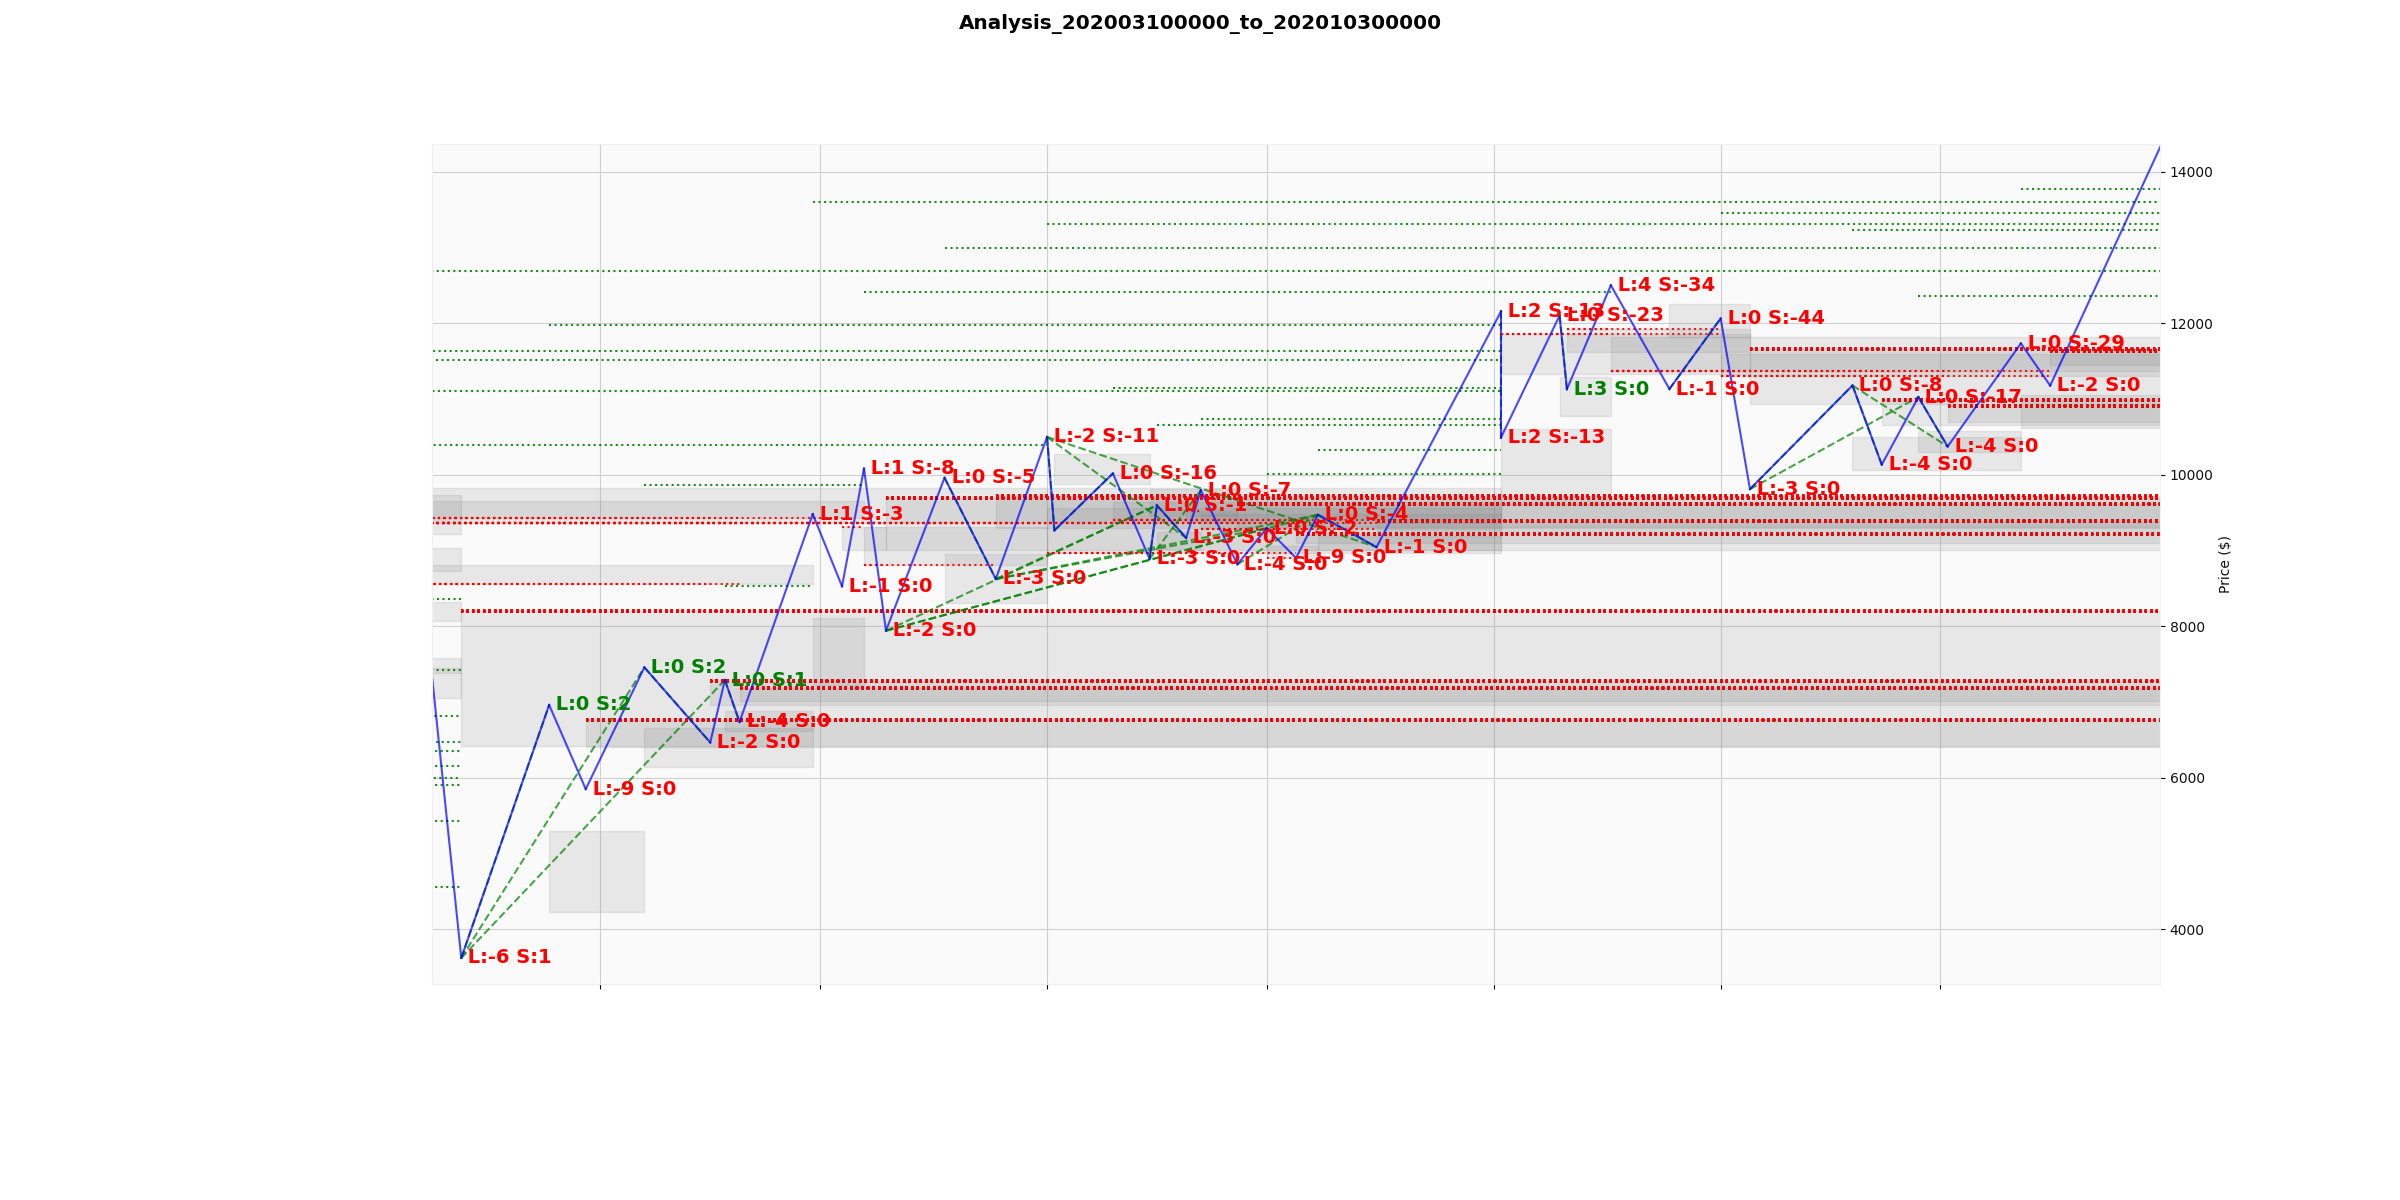 Analysis_202003100000_to_202010300000
14000
12000
10000
8000
6000
4000
Price ($)
L:-6 S:1
L:0 S:2
L:-9 S:0
L:0 S:2
L:-2 S:0
L:0 S:1
L:-4 S:0
L:1 S:-3
L:-1 S:0
L:1 S:-8
L:-2 S:0
L:0 S:-5
L:-3 S:0
L:-2 S:-11
L:0 S:-16
L:-3 S:0
L:0 S:-1
L:-3 S:0
L:0 S:-7
L:-4 S:0
L:0 S:-2
L:-9 S:0
L:0 S:-4
L:-1 S:0
L:2 S:-13
L:2 S:-13
L:0 S:-23
L:3 S:0
L:4 S:-34
L:-1 S:0
L:0 S:-44
L:-3 S:0
L:0 S:-8
L:-4 S:0
L:0 S:-17
L:-4 S:0
L:0 S:-29
L:-2 S:0